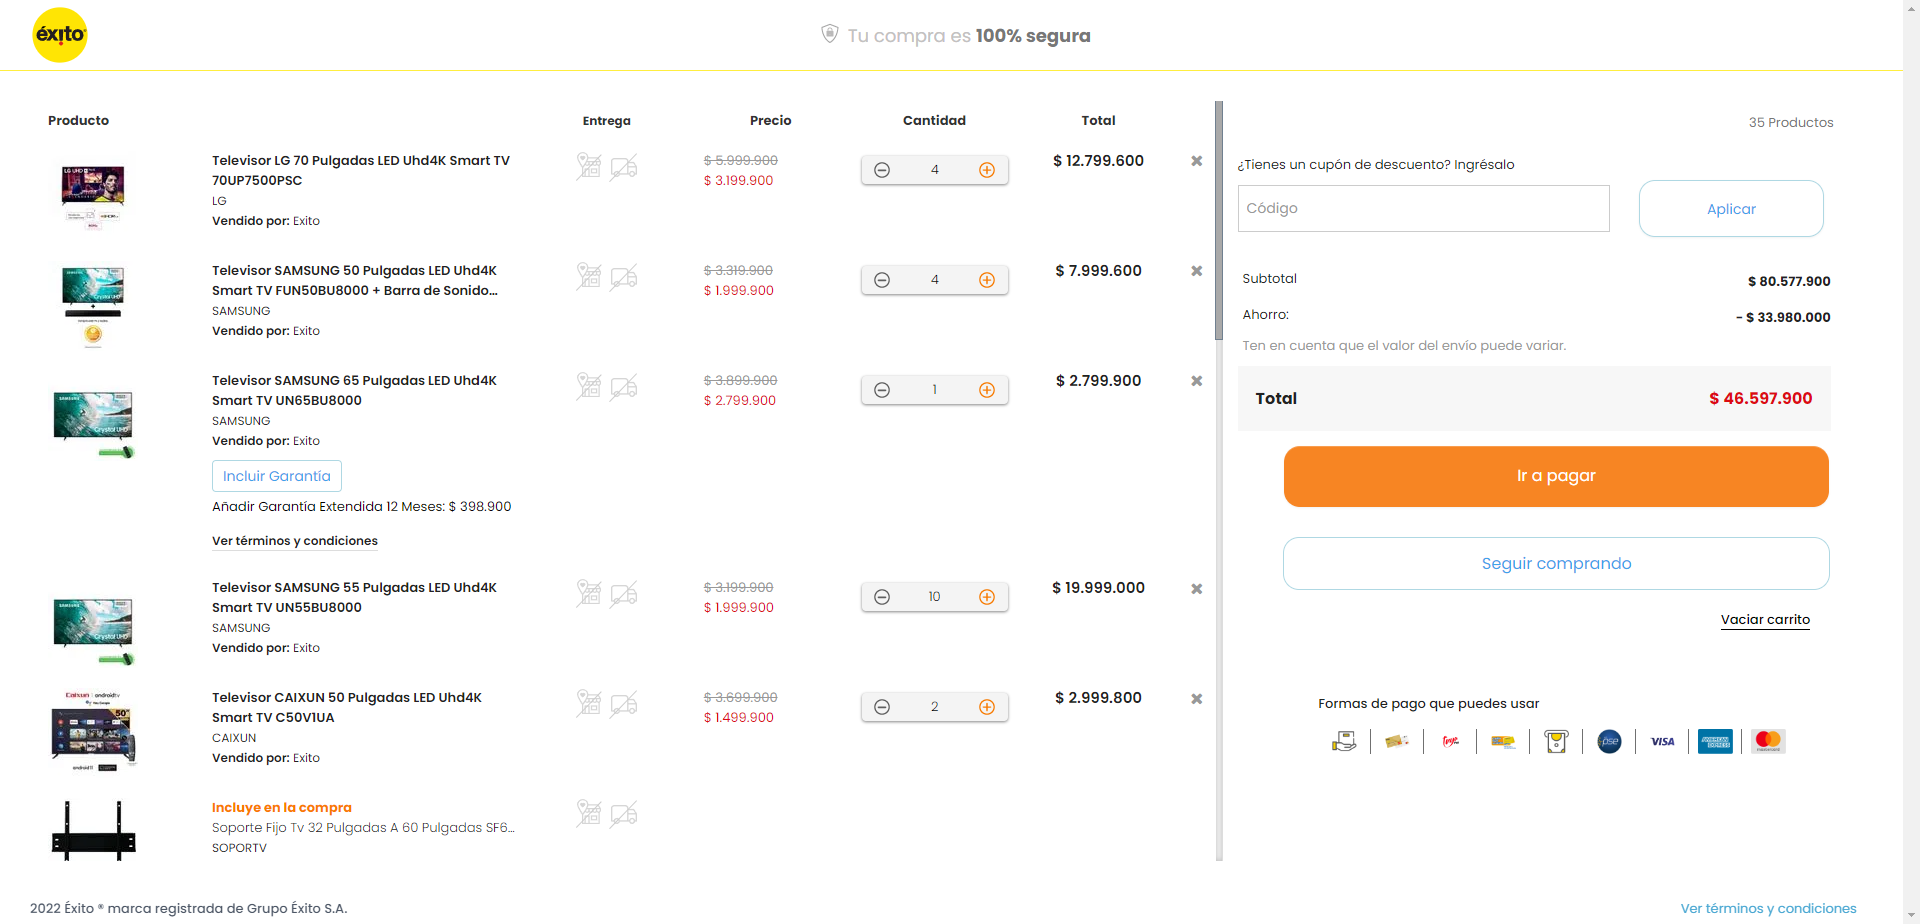 éxito
Tu compra es 100% segura
Producto Entrega Precio Cantidad Total
Televisor LG 70 Pulgadas LED Uhd4K Smart TV
70UP7500PSC
LG
Vendido por: Exito
$ 5.999.900
$ 3.199.900
4
$ 12.799.600
Televisor SAMSUNG 50 Pulgadas LED Uhd4K
Smart TV FUN50BU8000 + Barra de Sonido...
SAMSUNG
Vendido por: Exito
$ 3.319.900
$ 1.999.900
4
$ 7.999.600
Televisor SAMSUNG 65 Pulgadas LED Uhd4K
Smart TV UN65BU8000
SAMSUNG
Vendido por: Exito
$ 3.899.900
$ 2.799.900
1
$ 2.799.900
Incluir Garantía
Añadir Garantía Extendida 12 Meses: $ 398.900
Ver términos y condiciones
Televisor SAMSUNG 55 Pulgadas LED Uhd4K
Smart TV UN55BU8000
SAMSUNG
Vendido por: Exito
$ 3.199.900
$ 1.999.900
10
$ 19.999.000
Caixun androidtv
50"
android 11
Televisor CAIXUN 50 Pulgadas LED Uhd4K
Smart TV C50V1UA
CAIXUN
Vendido por: Exito
$ 3.699.900
$ 1.499.900
2
$ 2.999.800
Incluye en la compra
Soporte Fijo Tv 32 Pulgadas A 60 Pulgadas SF6...
SOPORTV
35 Productos
¿Tienes un cupón de descuento? Ingrésalo
Código
Aplicar
Subtotal $ 80.577.900
Ahorro: - $ 33.980.000
Ten en cuenta que el valor del envío puede variar.
Total $ 46.597.900
Ir a pagar
Seguir comprando
Vaciar carrito
Formas de pago que puedes usar
pse
VISA
AMERICAN EXPRESS
2022 Éxito ® marca registrada de Grupo Éxito S.A.
Ver términos y condiciones